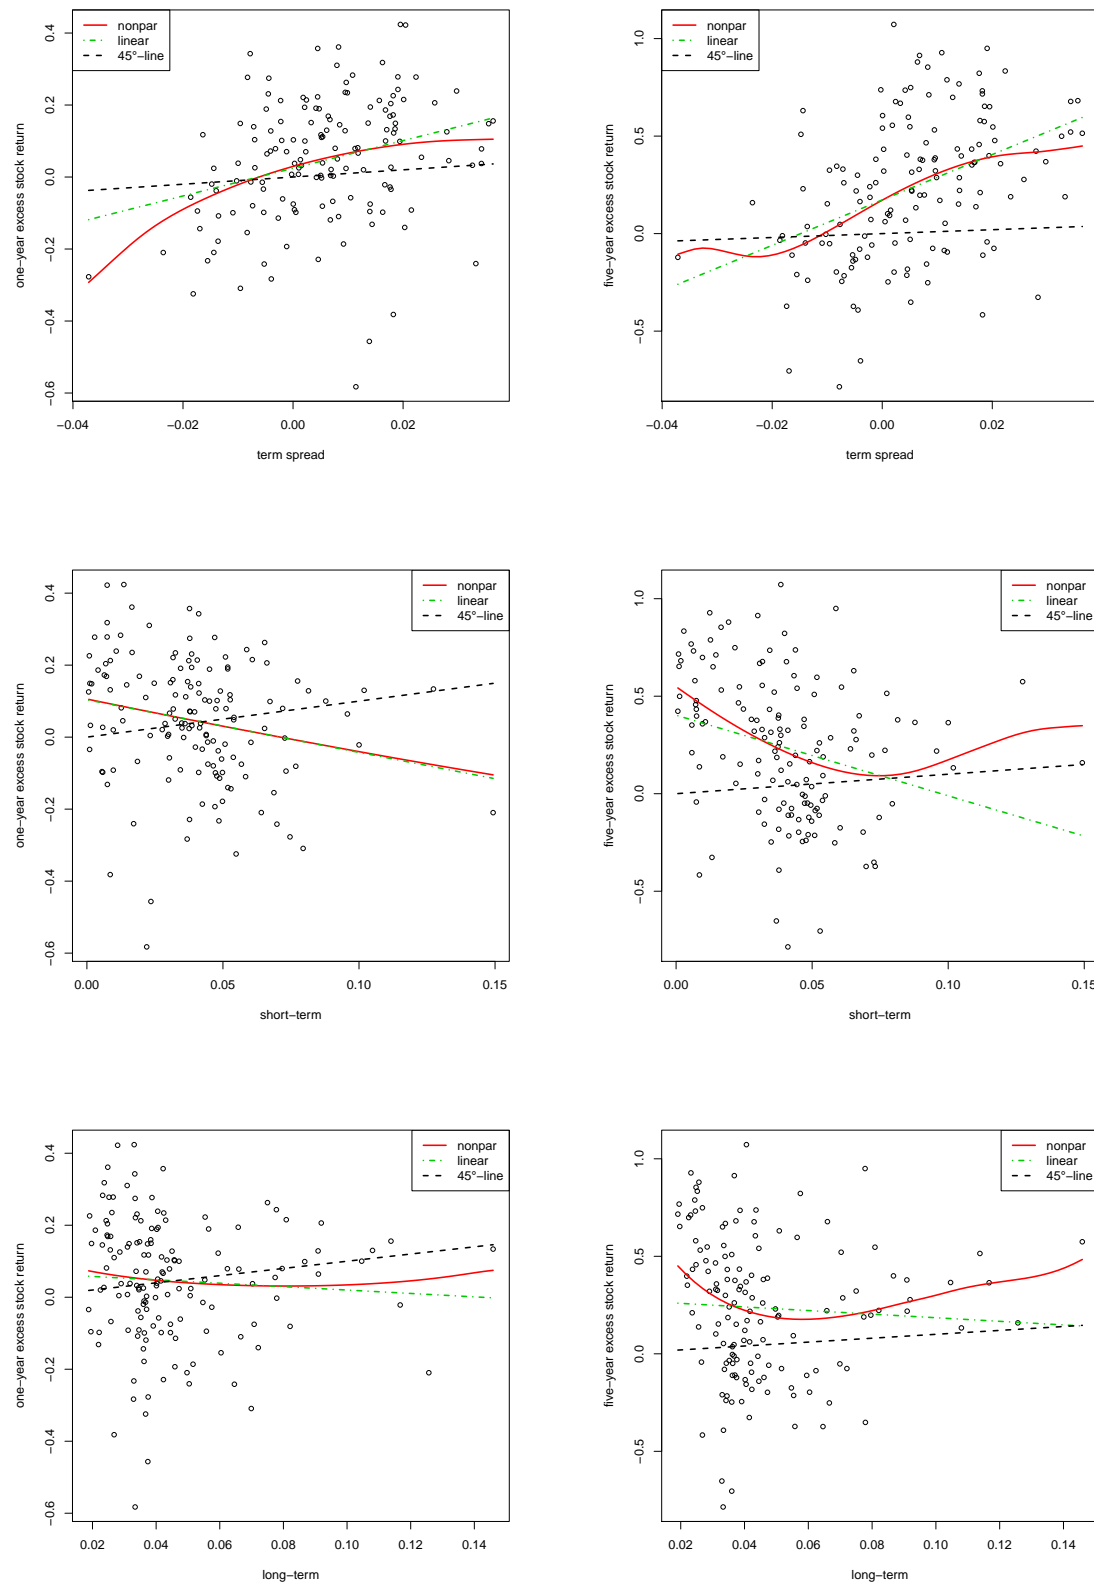 nonpar
linear
45°−line
one−year excess stock return
0.4
0.2
0.0
−0.2
−0.4
−0.6
−0.04
−0.02
0.00
0.02
term spread
nonpar
linear
45°−line
five−year excess stock return
1.0
0.5
0.0
−0.5
−0.04
−0.02
0.00
0.02
term spread
nonpar
linear
45°−line
one−year excess stock return
0.4
0.2
0.0
−0.2
−0.4
−0.6
0.00
0.05
0.10
0.15
short−term
nonpar
linear
45°−line
five−year excess stock return
1.0
0.5
0.0
−0.5
0.00
0.05
0.10
0.15
short−term
nonpar
linear
45°−line
one−year excess stock return
0.4
0.2
0.0
−0.2
−0.4
−0.6
0.02
0.04
0.06
0.08
0.10
0.12
0.14
long−term
nonpar
linear
45°−line
five−year excess stock return
1.0
0.5
0.0
−0.5
0.02
0.04
0.06
0.08
0.10
0.12
0.14
long−term